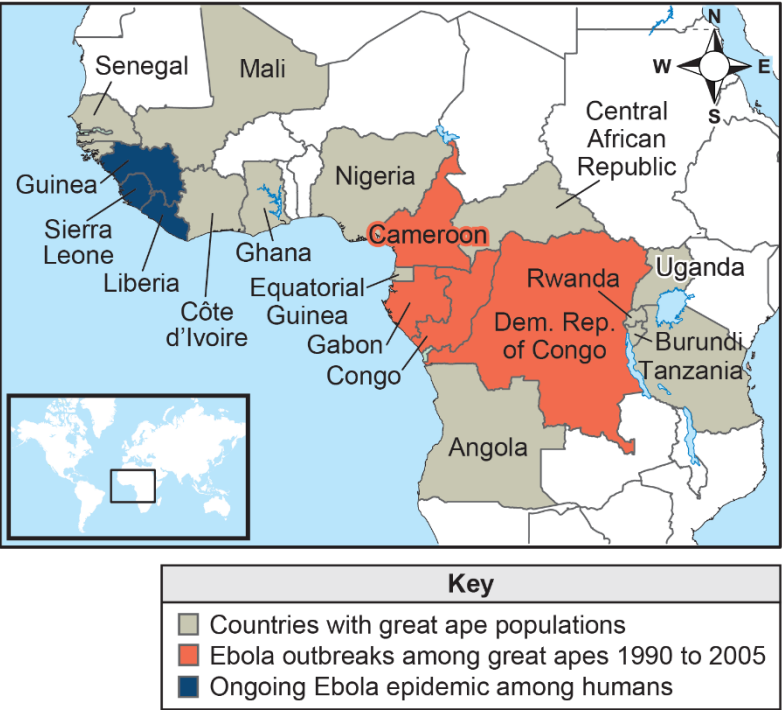 N
W
E
S
Senegal
Mali
Central
African
Republic
Nigeria
Guinea
Sierra
Leone
Liberia
Côte
d'Ivoire
Ghana
Cameroon
Equatorial
Guinea
Gabon
Congo
Rwanda
Uganda
Dem. Rep.
of Congo
Burundi
Tanzania
Angola
Key
Countries with great ape populations
Ebola outbreaks among great apes 1990 to 2005
Ongoing Ebola epidemic among humans